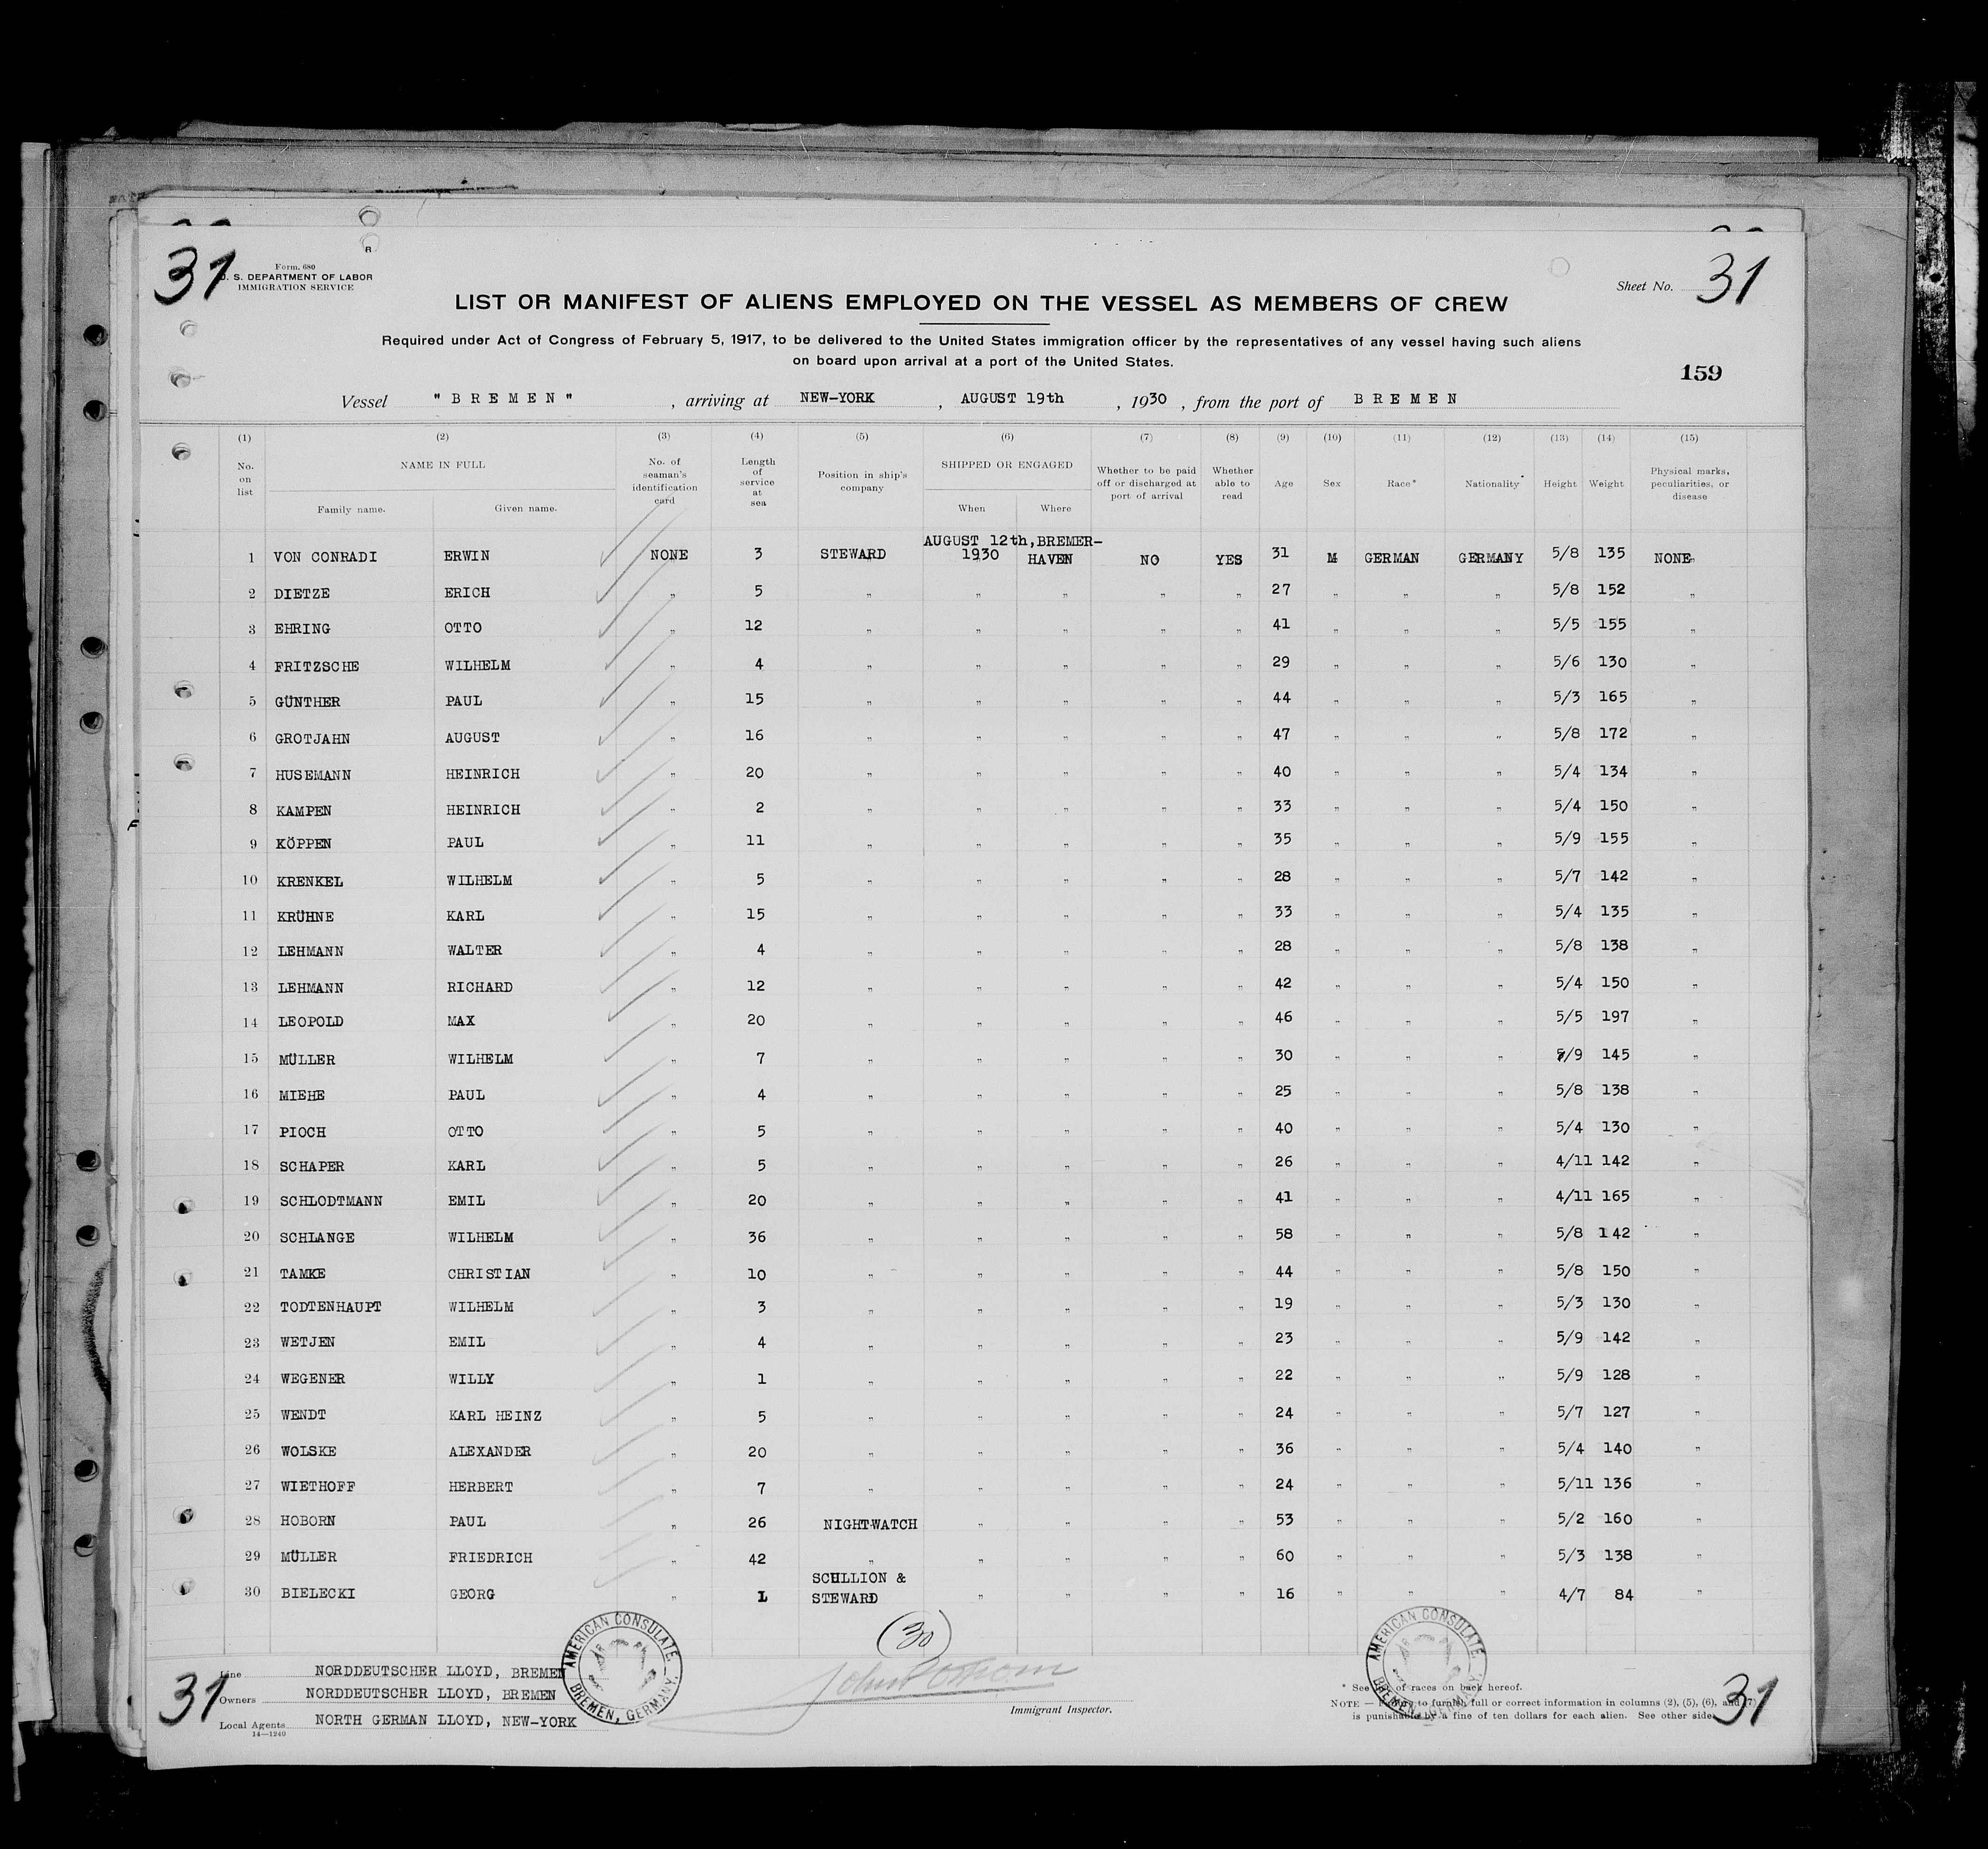 31
Form. 680
U. S. DEPARTMENT OF LABOR
IMMIGRATION SERVICE
Sheet No. 31
LIST OR MANIFEST OF ALIENS EMPLOYED ON THE VESSEL AS MEMBERS OF CREW
Required under Act of Congress of February 5, 1917, to be delivered to the United States immigration officer by the representatives of any vessel having such aliens
on board upon arrival at a port of the United States.
159
Vessel " B R E M E N " , arriving at NEW-YORK , AUGUST 19th , 1930 , from the port of B R E M E N
(1) (2) (3) (4) (5) (6) (7) (8) (9) (10) (11) (12) (13) (14) (15)
No. on list NAME IN FULL Family name. Given name. No. of seaman's identification card Length of service at sea Position in ship's company SHIPPED OR ENGAGED When Where Whether to be paid off or discharged at port of arrival Whether able to read Age Sex Race* Nationality Height Weight Physical marks, peculiarities, or disease
1 VON CONRADI ERWIN NONE 3 STEWARD AUGUST 12th, 1930 BREMER-HAVEN NO YES 31 M GERMAN GERMANY 5/8 135 NONE
2 DIETZE ERICH " 5 " " " " " 27 " " " 5/8 152 "
3 EHRING OTTO " 12 " " " " " 41 " " " 5/5 155 "
4 FRITZSCHE WILHELM " 4 " " " " " 29 " " " 5/6 130 "
5 GÜNTHER PAUL " 15 " " " " " 44 " " " 5/3 165 "
6 GROTJAHN AUGUST " 16 " " " " " 47 " " " 5/8 172 "
7 HUSEMANN HEINRICH " 20 " " " " " 40 " " " 5/4 134 "
8 KAMPEN HEINRICH " 2 " " " " " 33 " " " 5/4 150 "
9 KÖPPEN PAUL " 11 " " " " " 35 " " " 5/9 155 "
10 KRENKEL WILHELM " 5 " " " " " 28 " " " 5/7 142 "
11 KRÜHNE KARL " 15 " " " " " 33 " " " 5/4 135 "
12 LEHMANN WALTER " 4 " " " " " 28 " " " 5/8 138 "
13 LEHMANN RICHARD " 12 " " " " " 42 " " " 5/4 150 "
14 LEOPOLD MAX " 20 " " " " " 46 " " " 5/5 197 "
15 MÜLLER WILHELM " 7 " " " " " 30 " " " 5/9 145 "
16 MIEHE PAUL " 4 " " " " " 25 " " " 5/8 138 "
17 PIOCH OTTO " 5 " " " " " 40 " " " 5/4 130 "
18 SCHAPER KARL " 5 " " " " " 26 " " " 4/11 142 "
19 SCHLODTMANN EMIL " 20 " " " " " 41 " " " 4/11 165 "
20 SCHLANGE WILHELM " 36 " " " " " 58 " " " 5/8 142 "
21 TAMKE CHRISTIAN " 10 " " " " " 44 " " " 5/8 150 "
22 TODTENHAUPT WILHELM " 3 " " " " " 19 " " " 5/3 130 "
23 WETJEN EMIL " 4 " " " " " 23 " " " 5/9 142 "
24 WEGENER WILLY " 1 " " " " " 22 " " " 5/9 128 "
25 WENDT KARL HEINZ " 5 " " " " " 24 " " " 5/7 127 "
26 WOLSKE ALEXANDER " 20 " " " " " 36 " " " 5/4 140 "
27 WIETHOFF HERBERT " 7 " " " " " 24 " " " 5/11 136 "
28 HOBORN PAUL " 26 NIGHT-WATCH " " " " 53 " " " 5/2 160 "
29 MÜLLER FRIEDRICH " 42 " " " " " 60 " " " 5/3 138 "
30 BIELECKI GEORG " 1 SCULLION & STEWARD " " " " 16 " " " 4/7 84 "
(30)
AMERICAN CONSULATE. BREMEN, GERMANY.
AMERICAN CONSULATE. BREMEN, GERMANY.
31
Line NORDDEUTSCHER LLOYD, BREMEN
Owners NORDDEUTSCHER LLOYD, BREMEN
Local Agents NORTH GERMAN LLOYD, NEW-YORK
14—1240
Immigrant Inspector.
* See list of races on back hereof.
NOTE — Failure to furnish full or correct information in columns (2), (5), (6), and (7)
is punishable by a fine of ten dollars for each alien. See other side.
31